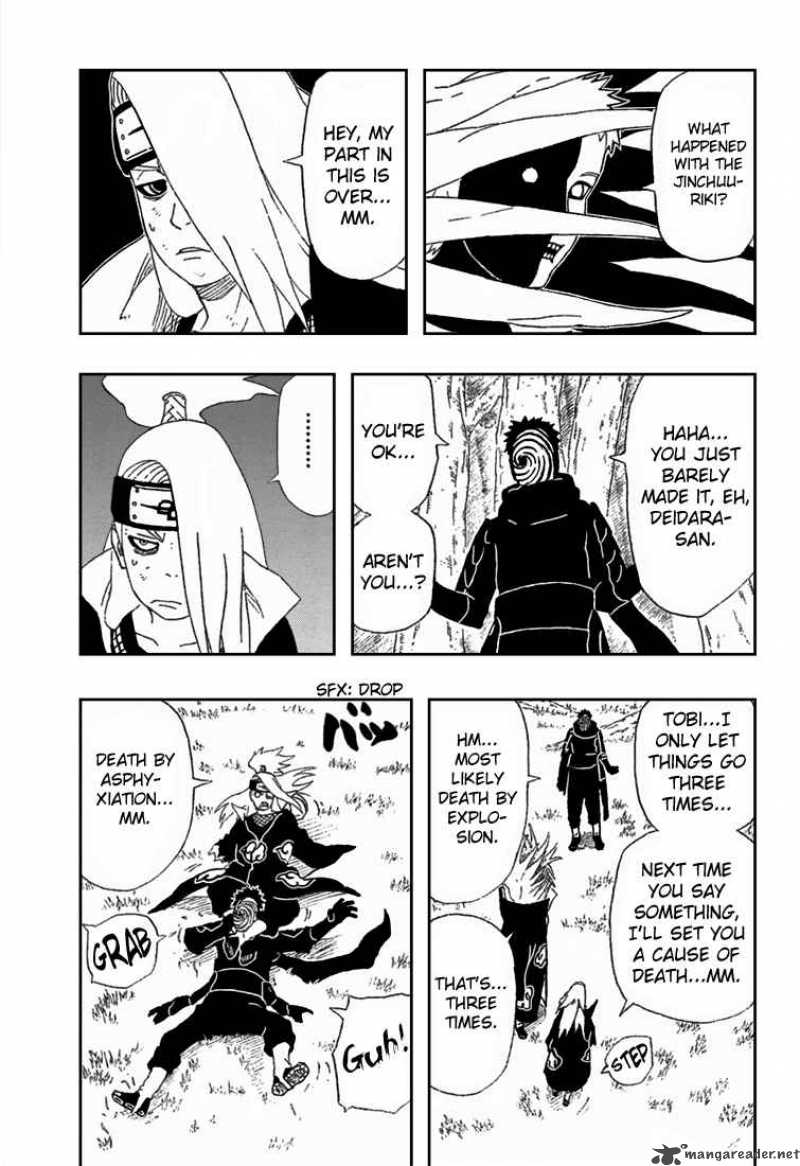 WHAT
HAPPENED
WITH THE
JINCHUU-
RIKI?
HEY, MY
PART IN
THIS IS
OVER...
MM.
HAHA...
YOU JUST
BARELY
MADE IT, EH,
DEIDARA-
SAN.
YOU'RE
OK...
AREN'T
YOU...?
.........
TOBI...I
ONLY LET
THINGS GO
THREE
TIMES...
NEXT TIME
YOU SAY
SOMETHING,
I'LL SET YOU
A CAUSE OF
DEATH...MM.
HM...
MOST
LIKELY
DEATH BY
EXPLO-
SION.
THAT'S...
THREE
TIMES.
STEP
SFX: DROP
バッ
DEATH BY
ASPHY-
XIATION...
MM.
GRAB
Guh!
mangareader.net